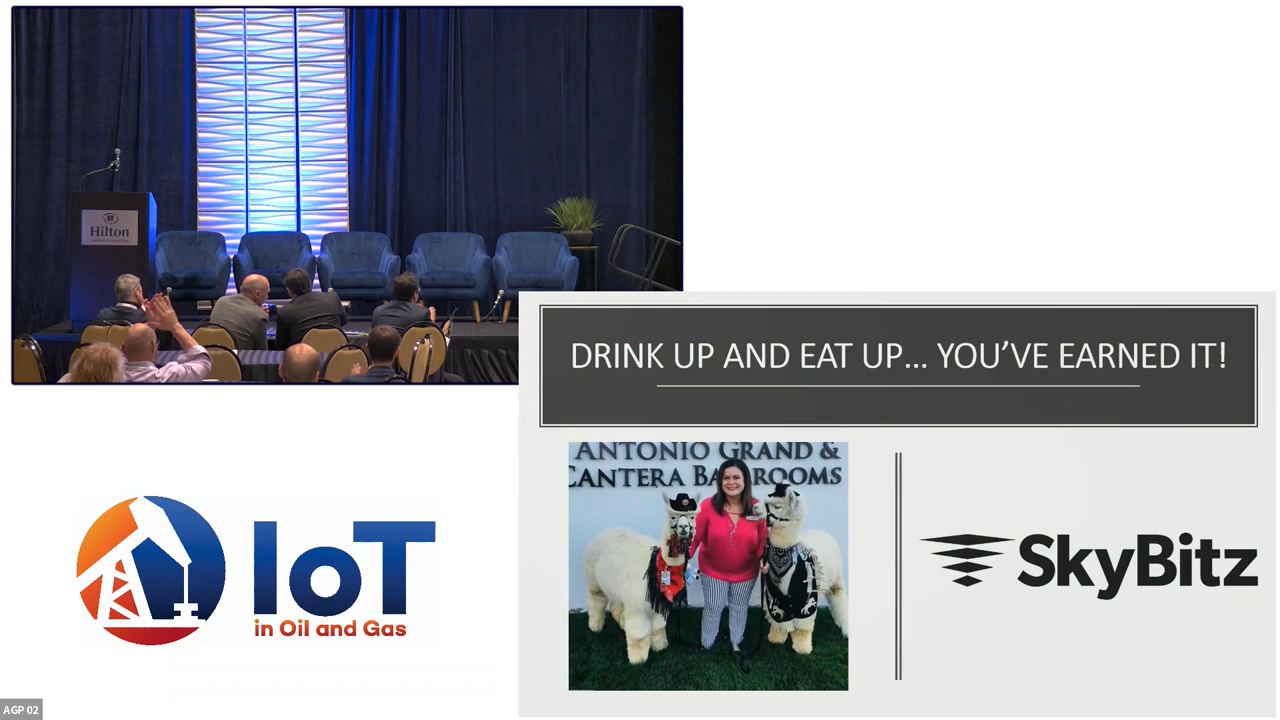 Hilton
DRINK UP AND EAT UP... YOU'VE EARNED IT!
ANTONIO GRAND &
CANTERA BALLROOMS
SkyBitz
IoT
in Oil and Gas
AGP 02